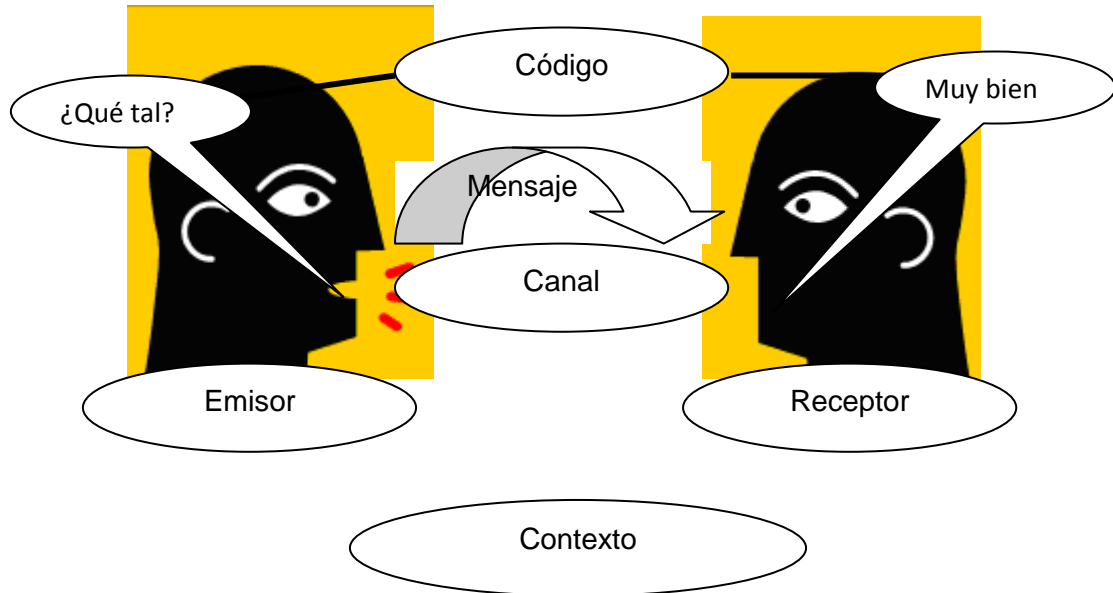 Código
Muy bien
¿Qué tal?
Mensaje
Canal
Emisor
Receptor
Contexto